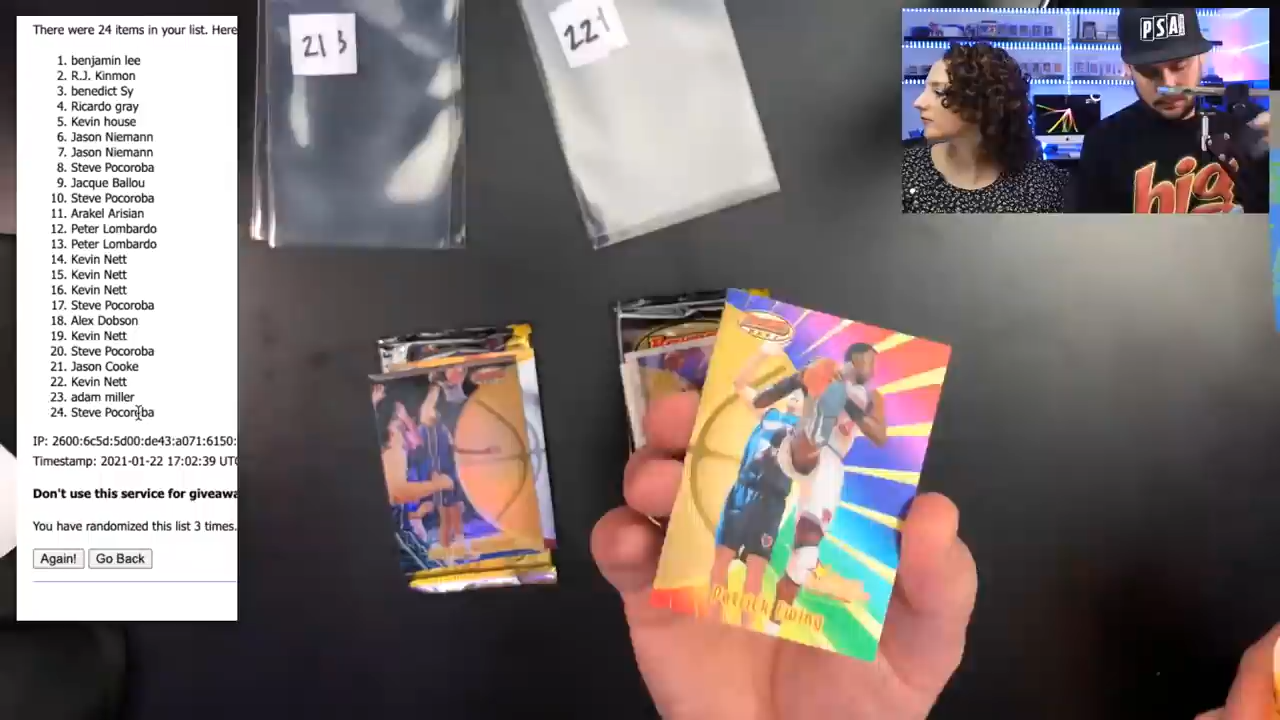 There were 24 items in your list. Here
1. benjamin lee
2. R.J. Kinmon
3. benedict Sy
4. Ricardo gray
5. Kevin house
6. Jason Niemann
7. Jason Niemann
8. Steve Pocoroba
9. Jacque Ballou
10. Steve Pocoroba
11. Arakel Arisian
12. Peter Lombardo
13. Peter Lombardo
14. Kevin Nett
15. Kevin Nett
16. Kevin Nett
17. Steve Pocoroba
18. Alex Dobson
19. Kevin Nett
20. Steve Pocoroba
21. Jason Cooke
22. Kevin Nett
23. adam miller
24. Steve Pocoroba
IP: 2600:6c5d:5d00:de43:a071:6150:
Timestamp: 2021-01-22 17:02:39 UTC
Don't use this service for giveawa
You have randomized this list 3 times.
Again! Go Back
21
22
PSA
big
Patrick Ewing